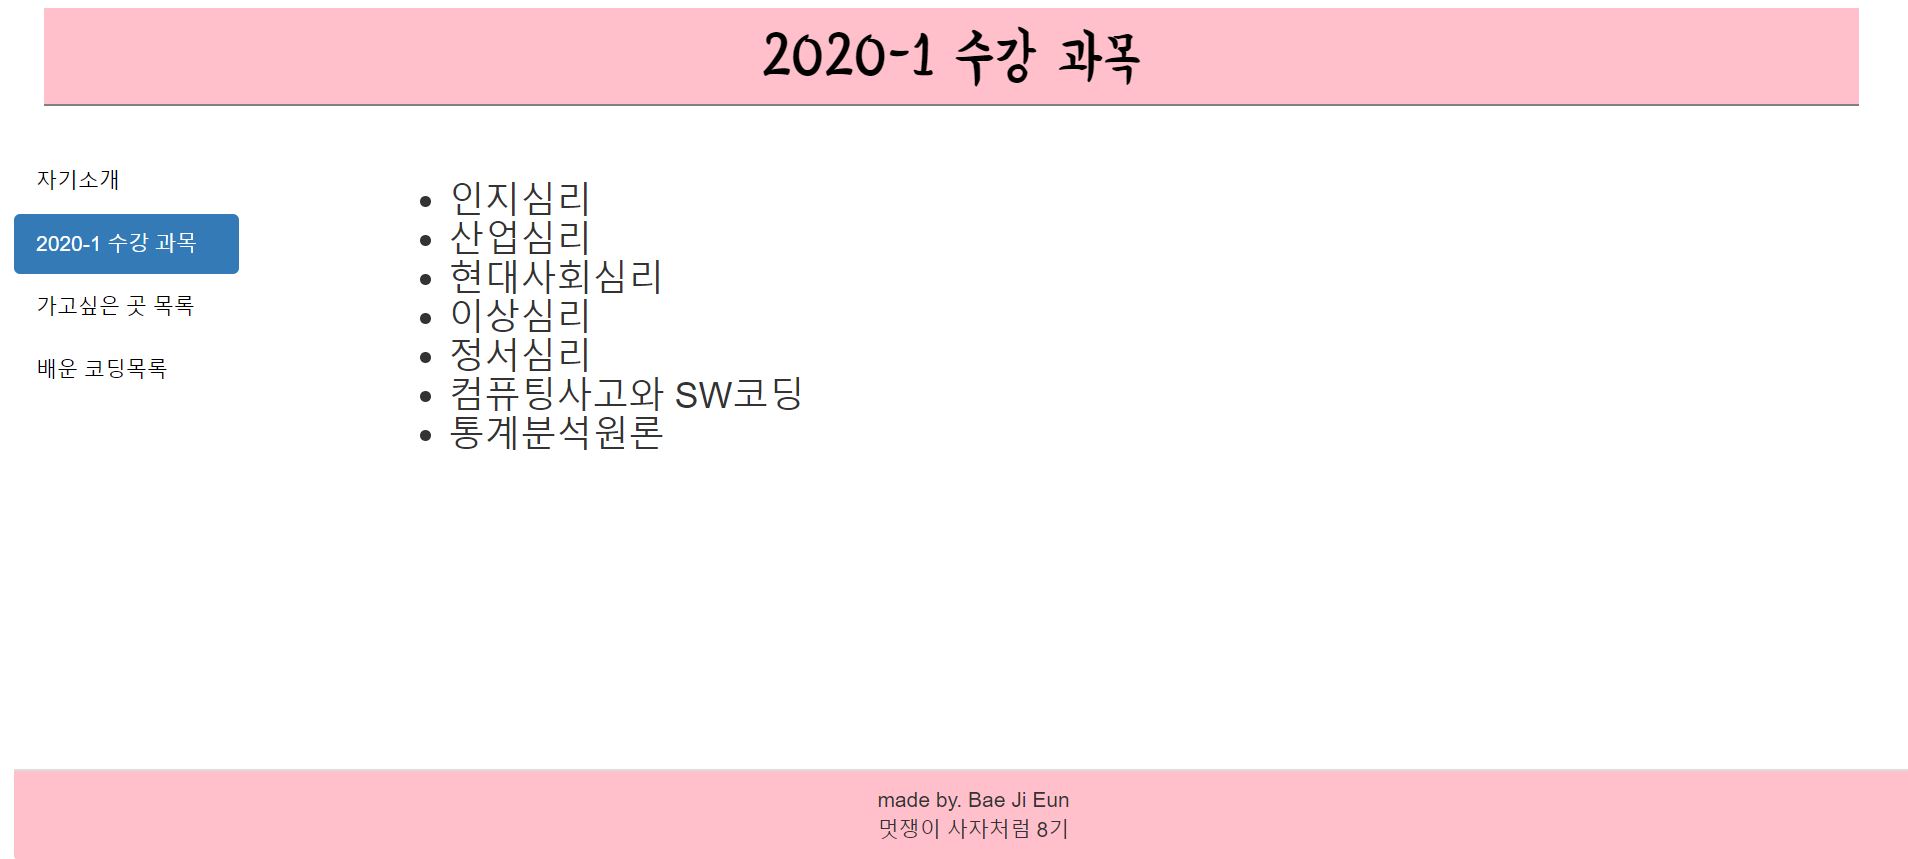 2020-1 수강 과목
자기소개
2020-1 수강 과목
가고싶은 곳 목록
배운 코딩목록
인지심리
산업심리
현대사회심리
이상심리
정서심리
컴퓨팅사고와 SW코딩
통계분석원론
made by. Bae Ji Eun
멋쟁이 사자처럼 8기